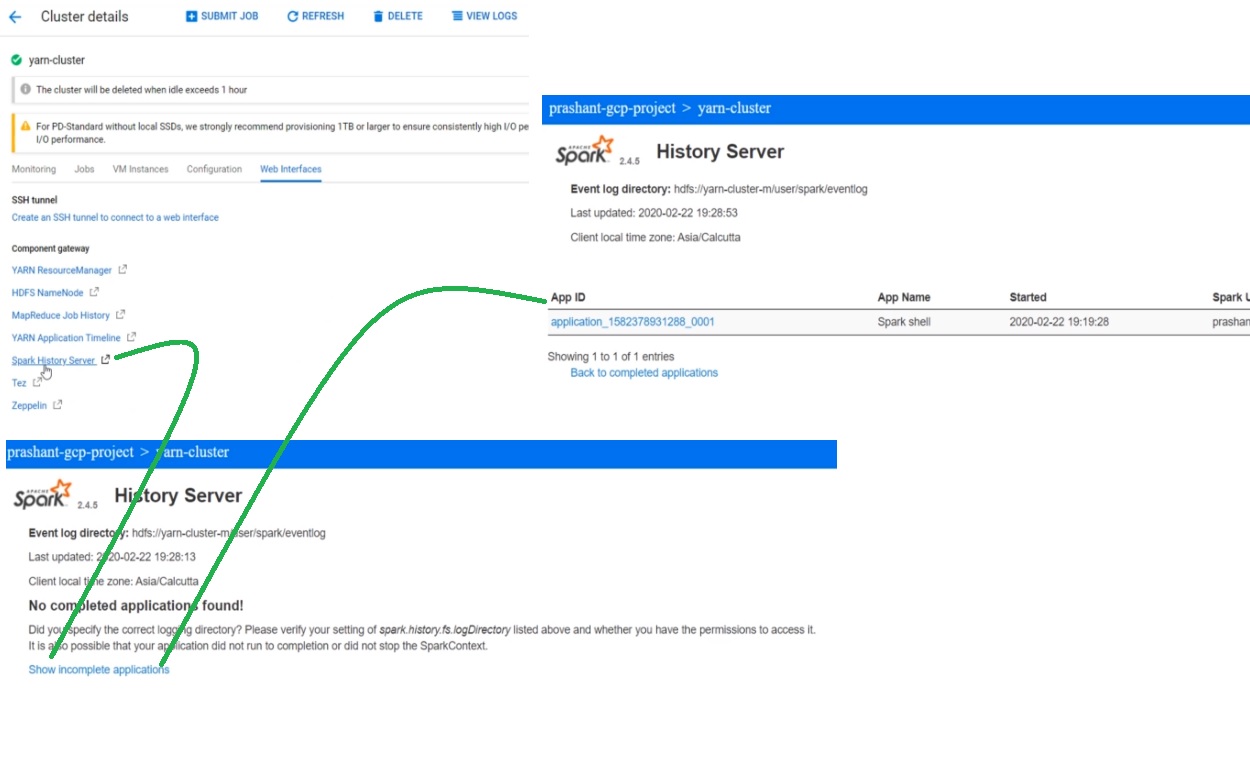 Cluster details
SUBMIT JOB
REFRESH
DELETE
VIEW LOGS
yarn-cluster
The cluster will be deleted when idle exceeds 1 hour
For PD-Standard without local SSDs, we strongly recommend provisioning 1TB or larger to ensure consistently high I/O pe
I/O performance.
Monitoring
Jobs
VM Instances
Configuration
Web Interfaces
SSH tunnel
Create an SSH tunnel to connect to a web interface
Component gateway
YARN ResourceManager
HDFS NameNode
MapReduce Job History
YARN Application Timeline
Spark History Server
Tez
Zeppelin
prashant-gcp-project > yarn-cluster
APACHE
Spark 2.4.5 History Server
Event log directory: hdfs://yarn-cluster-m/user/spark/eventlog
Last updated: 2020-02-22 19:28:53
Client local time zone: Asia/Calcutta
App ID App Name Started Spark U
application_1582378931288_0001 Spark shell 2020-02-22 19:19:28 prashan
Showing 1 to 1 of 1 entries
Back to completed applications
prashant-gcp-project > yarn-cluster
APACHE
Spark 2.4.5 History Server
Event log directory: hdfs://yarn-cluster-m/user/spark/eventlog
Last updated: 2020-02-22 19:28:13
Client local time zone: Asia/Calcutta
No completed applications found!
Did you specify the correct logging directory? Please verify your setting of spark.history.fs.logDirectory listed above and whether you have the permissions to access it.
It is also possible that your application did not run to completion or did not stop the SparkContext.
Show incomplete applications